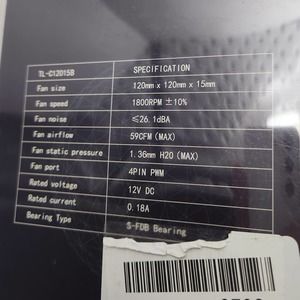 TL-C12015B SPECIFICATION
Fan size 120mm x 120mm x 15mm
Fan speed 1800RPM ±10%
Fan noise ≤26.1dBA
Fan airflow 59CFM (MAX)
Fan static pressure 1.36mm H2O (MAX)
Fan port 4PIN PWM
Rated voltage 12V DC
Rated current 0.18A
Bearing Type S-FDB Bearing